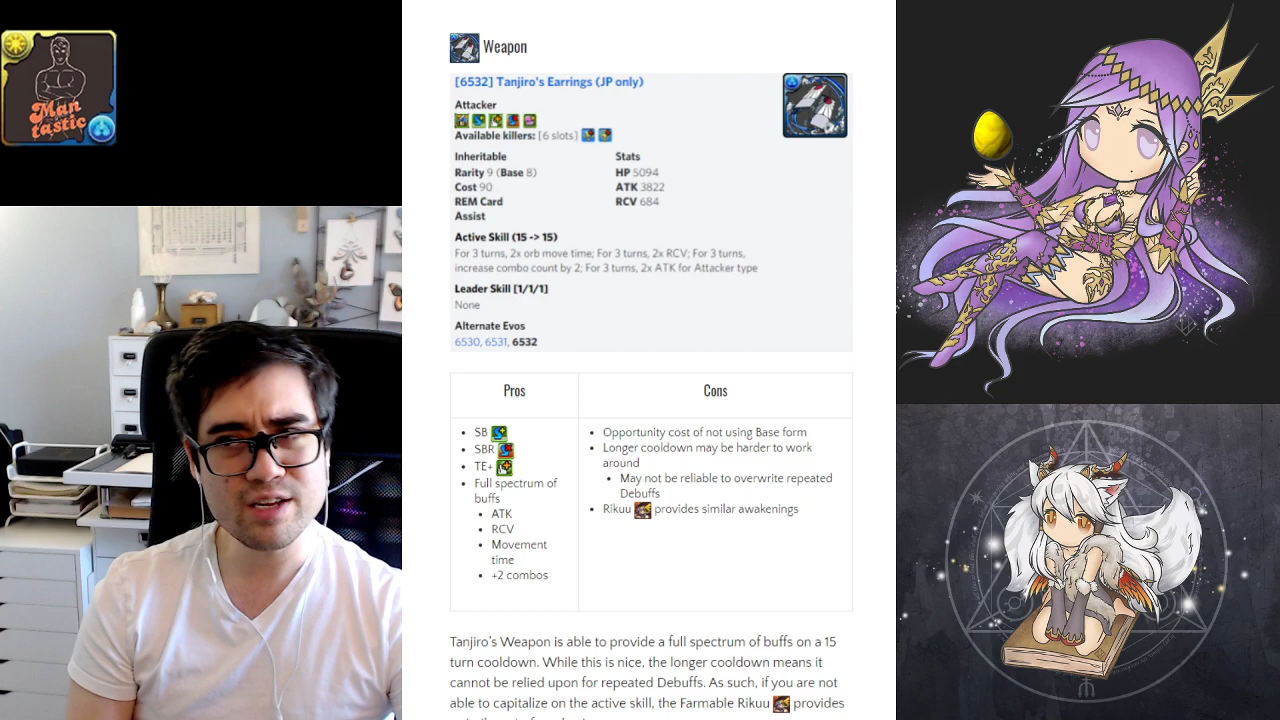 Man
tastic
Weapon
[6532] Tanjiro's Earrings (JP only)
Attacker
Available killers: [6 slots]
Inheritable
Rarity 9 (Base 8)
Cost 90
REM Card
Assist
Stats
HP 5094
ATK 3822
RCV 684
Active Skill (15 -> 15)
For 3 turns, 2x orb move time; For 3 turns, 2x RCV; For 3 turns,
increase combo count by 2; For 3 turns, 2x ATK for Attacker type
Leader Skill [1/1/1]
None
Alternate Evos
6530, 6531, 6532
Pros
SB
SBR
TE+
Full spectrum of
buffs
ATK
RCV
Movement
time
+2 combos
Cons
Opportunity cost of not using Base form
Longer cooldown may be harder to work
around
May not be reliable to overwrite repeated
Debuffs
Rikuu provides similar awakenings
Tanjiro's Weapon is able to provide a full spectrum of buffs on a 15
turn cooldown. While this is nice, the longer cooldown means it
cannot be relied upon for repeated Debuffs. As such, if you are not
able to capitalize on the active skill, the Farmable Rikuu provides